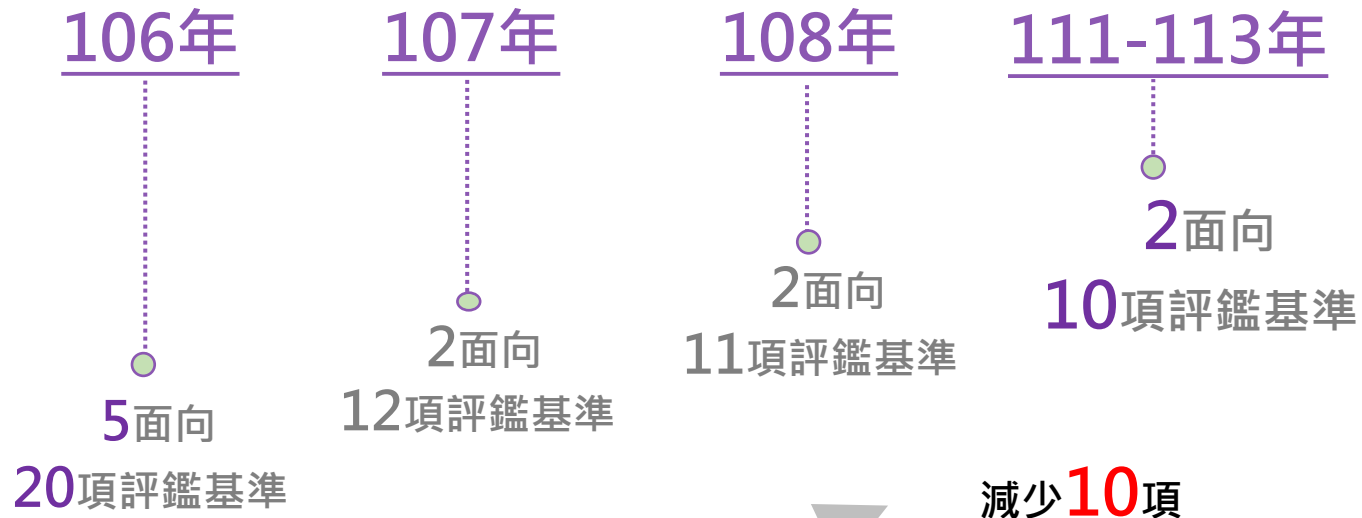 106年
5面向
20項評鑑基準
107年
2面向
12項評鑑基準
108年
2面向
11項評鑑基準
111-113年
2面向
10項評鑑基準
減少10項